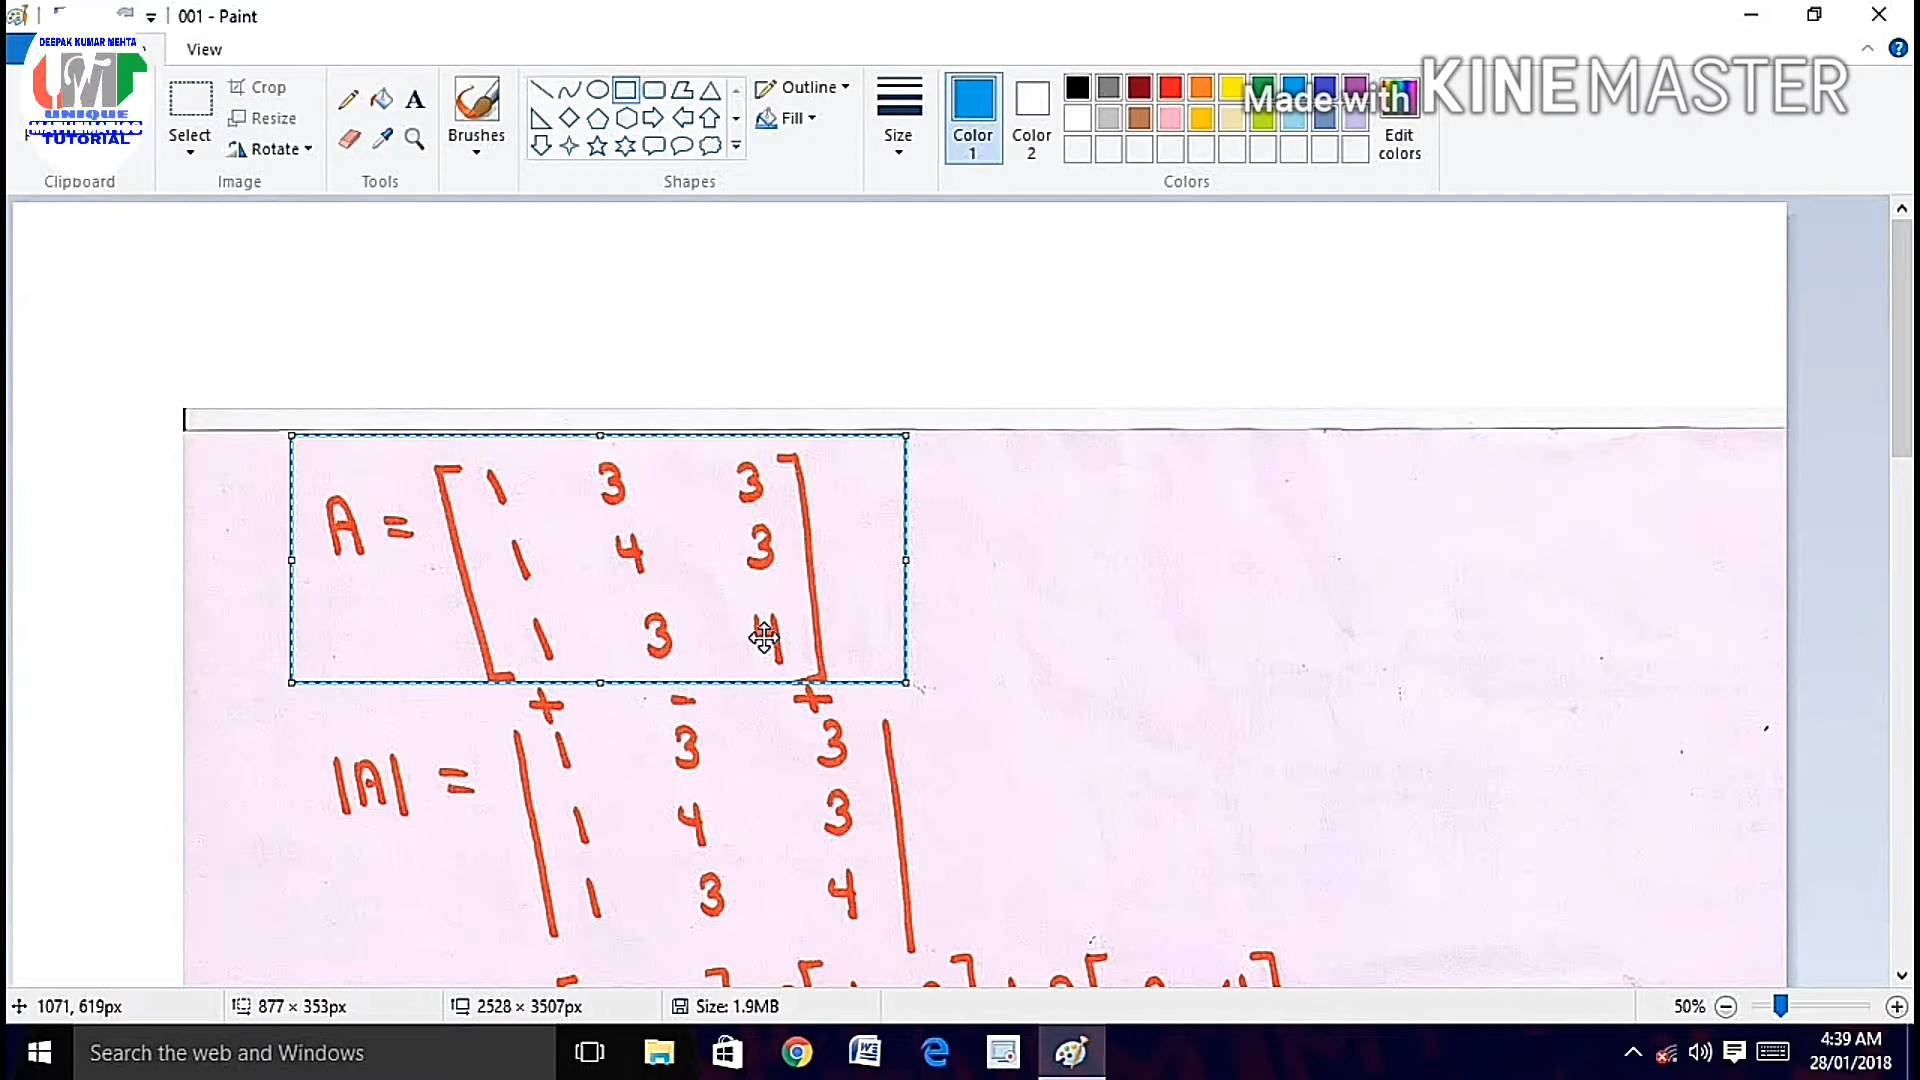 001 - Paint
DEEPAK KUMAR MEHTA
UNIQUE
TUTORIAL
View
Made with KINEMASTER
Select
Crop
Resize
Rotate
Brushes
Outline
Fill
Size
Color 1
Color 2
Edit colors
Clipboard
Image
Tools
Shapes
Colors
A = [ 1 3 3
1 4 3
1 3 4 ]
+ - +
|A| = | 1 3 3
1 4 3
1 3 4 |
1071, 619px
877 × 353px
2528 × 3507px
Size: 1.9MB
50%
Search the web and Windows
4:39 AM
28/01/2018